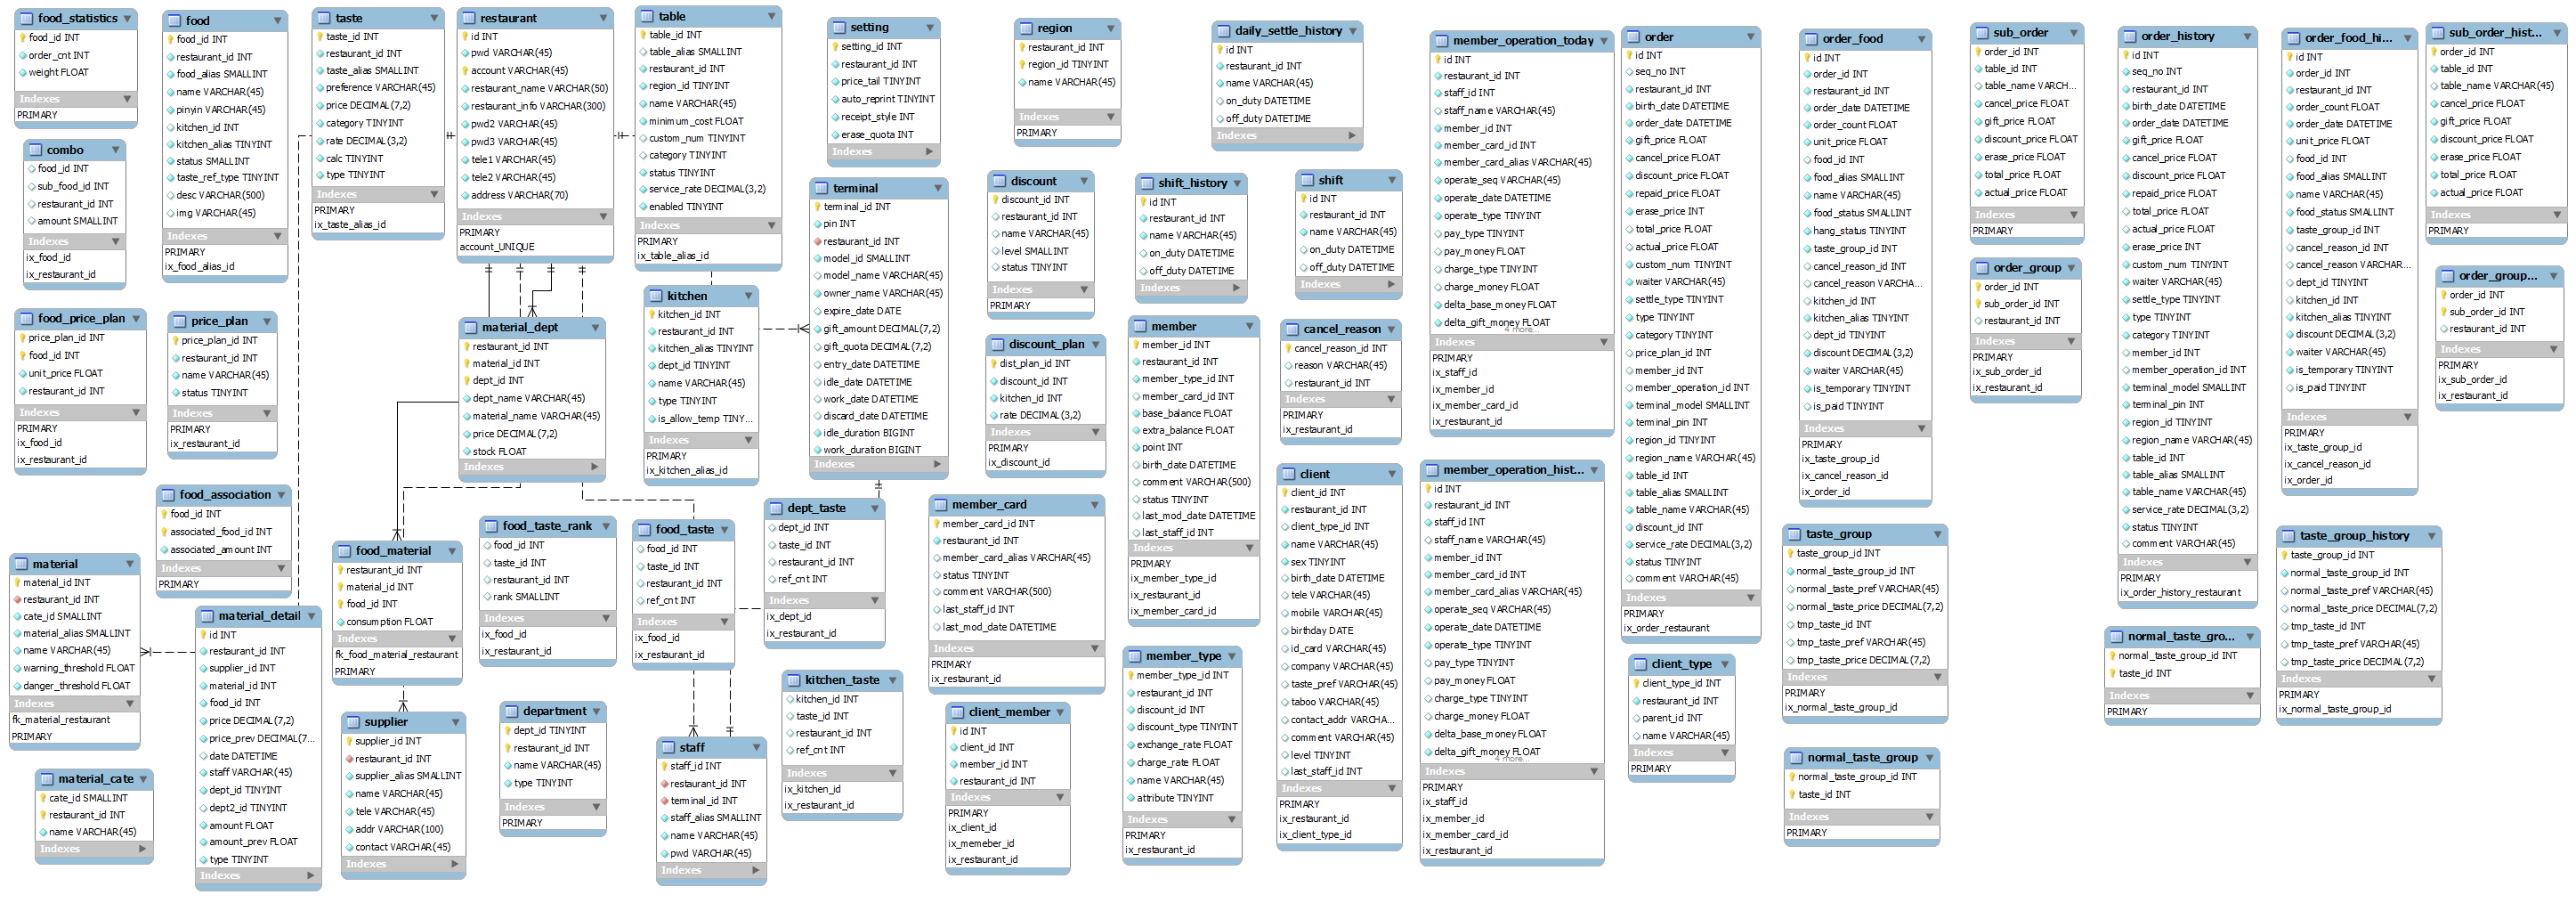 food_statistics
food_id INT
order_cnt INT
weight FLOAT
Indexes
PRIMARY
combo
food_id INT
sub_food_id INT
restaurant_id INT
amount SMALLINT
Indexes
ix_food_id
ix_restaurant_id
food_price_plan
price_plan_id INT
food_id INT
unit_price FLOAT
restaurant_id INT
Indexes
PRIMARY
ix_food_id
ix_restaurant_id
food
food_id INT
restaurant_id INT
food_alias SMALLINT
name VARCHAR(45)
pinyin VARCHAR(45)
kitchen_id INT
kitchen_alias TINYINT
status SMALLINT
taste_ref_type TINYINT
desc VARCHAR(500)
img VARCHAR(45)
Indexes
PRIMARY
ix_food_alias_id
price_plan
price_plan_id INT
restaurant_id INT
name VARCHAR(45)
status TINYINT
Indexes
PRIMARY
ix_restaurant_id
food_association
food_id INT
associated_food_id INT
associated_amount INT
Indexes
PRIMARY
material
material_id INT
restaurant_id INT
cate_id SMALLINT
material_alias SMALLINT
name VARCHAR(45)
warning_threshold FLOAT
danger_threshold FLOAT
Indexes
fk_material_restaurant
PRIMARY
material_cate
cate_id SMALLINT
restaurant_id INT
name VARCHAR(45)
Indexes
material_detail
id INT
restaurant_id INT
supplier_id INT
material_id INT
food_id INT
price DECIMAL(7,2)
price_prev DECIMAL(7...
date DATETIME
staff VARCHAR(45)
dept_id TINYINT
dept2_id TINYINT
amount FLOAT
amount_prev FLOAT
type TINYINT
Indexes
taste
taste_id INT
restaurant_id INT
taste_alias SMALLINT
preference VARCHAR(45)
price DECIMAL(7,2)
category TINYINT
rate DECIMAL(3,2)
calc TINYINT
type TINYINT
Indexes
PRIMARY
ix_taste_alias_id
restaurant
id INT
pwd VARCHAR(45)
account VARCHAR(45)
restaurant_name VARCHAR(50)
restaurant_info VARCHAR(300)
pwd2 VARCHAR(45)
pwd3 VARCHAR(45)
tele1 VARCHAR(45)
tele2 VARCHAR(45)
address VARCHAR(70)
Indexes
PRIMARY
account_UNIQUE
material_dept
restaurant_id INT
material_id INT
dept_id INT
dept_name VARCHAR(45)
material_name VARCHAR(45)
price DECIMAL(7,2)
stock FLOAT
Indexes
food_material
restaurant_id INT
material_id INT
food_id INT
consumption FLOAT
Indexes
fk_food_material_restaurant
PRIMARY
supplier
supplier_id INT
restaurant_id INT
supplier_alias SMALLINT
name VARCHAR(45)
tele VARCHAR(45)
addr VARCHAR(100)
contact VARCHAR(45)
Indexes
food_taste_rank
food_id INT
taste_id INT
restaurant_id INT
rank SMALLINT
Indexes
ix_food_id
ix_restaurant_id
department
dept_id TINYINT
restaurant_id INT
name VARCHAR(45)
type TINYINT
Indexes
PRIMARY
table
table_id INT
table_alias SMALLINT
restaurant_id INT
region_id TINYINT
name VARCHAR(45)
minimum_cost FLOAT
custom_num TINYINT
category TINYINT
status TINYINT
service_rate DECIMAL(3,2)
enabled TINYINT
Indexes
PRIMARY
ix_table_alias_id
kitchen
kitchen_id INT
restaurant_id INT
kitchen_alias TINYINT
dept_id TINYINT
name VARCHAR(45)
type TINYINT
is_allow_temp TINY...
Indexes
PRIMARY
ix_kitchen_alias_id
food_taste
food_id INT
taste_id INT
restaurant_id INT
ref_cnt INT
Indexes
ix_food_id
ix_restaurant_id
staff
staff_id INT
restaurant_id INT
terminal_id INT
staff_alias SMALLINT
name VARCHAR(45)
pwd VARCHAR(45)
Indexes
setting
setting_id INT
restaurant_id INT
price_tail TINYINT
auto_reprint TINYINT
receipt_style INT
erase_quota INT
Indexes
terminal
terminal_id INT
pin INT
restaurant_id INT
model_id SMALLINT
model_name VARCHAR(45)
owner_name VARCHAR(45)
expire_date DATE
gift_amount DECIMAL(7,2)
gift_quota DECIMAL(7,2)
entry_date DATETIME
idle_date DATETIME
work_date DATETIME
discard_date DATETIME
idle_duration BIGINT
work_duration BIGINT
Indexes
dept_taste
dept_id INT
taste_id INT
restaurant_id INT
ref_cnt INT
Indexes
ix_dept_id
ix_restaurant_id
kitchen_taste
kitchen_id INT
taste_id INT
restaurant_id INT
ref_cnt INT
Indexes
ix_kitchen_id
ix_restaurant_id
region
restaurant_id INT
region_id TINYINT
name VARCHAR(45)
Indexes
PRIMARY
discount
discount_id INT
restaurant_id INT
name VARCHAR(45)
level SMALLINT
status TINYINT
Indexes
PRIMARY
discount_plan
dist_plan_id INT
discount_id INT
kitchen_id INT
rate DECIMAL(3,2)
Indexes
PRIMARY
ix_discount_id
member_card
member_card_id INT
restaurant_id INT
member_card_alias VARCHAR(45)
status TINYINT
comment VARCHAR(500)
last_staff_id INT
last_mod_date DATETIME
Indexes
PRIMARY
ix_restaurant_id
client_member
id INT
client_id INT
member_id INT
restaurant_id INT
Indexes
PRIMARY
ix_client_id
ix_memeber_id
ix_restaurant_id
daily_settle_history
id INT
restaurant_id INT
name VARCHAR(45)
on_duty DATETIME
off_duty DATETIME
Indexes
shift_history
id INT
restaurant_id INT
name VARCHAR(45)
on_duty DATETIME
off_duty DATETIME
Indexes
shift
id INT
restaurant_id INT
name VARCHAR(45)
on_duty DATETIME
off_duty DATETIME
Indexes
member
member_id INT
restaurant_id INT
member_type_id INT
member_card_id INT
base_balance FLOAT
extra_balance FLOAT
point INT
birth_date DATETIME
comment VARCHAR(500)
status TINYINT
last_mod_date DATETIME
last_staff_id INT
Indexes
PRIMARY
ix_member_type_id
ix_restaurant_id
ix_member_card_id
member_type
member_type_id INT
restaurant_id INT
discount_id INT
discount_type TINYINT
exchange_rate FLOAT
charge_rate FLOAT
name VARCHAR(45)
attribute TINYINT
Indexes
PRIMARY
ix_restaurant_id
cancel_reason
cancel_reason_id INT
reason VARCHAR(45)
restaurant_id INT
Indexes
PRIMARY
ix_restaurant_id
client
client_id INT
restaurant_id INT
client_type_id INT
name VARCHAR(45)
sex TINYINT
birth_date DATETIME
tele VARCHAR(45)
mobile VARCHAR(45)
birthday DATE
id_card VARCHAR(45)
company VARCHAR(45)
taste_pref VARCHAR(45)
taboo VARCHAR(45)
contact_addr VARCHA...
comment VARCHAR(45)
level TINYINT
last_staff_id INT
Indexes
PRIMARY
ix_restaurant_id
ix_client_type_id
member_operation_today
id INT
restaurant_id INT
staff_id INT
staff_name VARCHAR(45)
member_id INT
member_card_id INT
member_card_alias VARCHAR(45)
operate_seq VARCHAR(45)
operate_date DATETIME
operate_type TINYINT
pay_type TINYINT
pay_money FLOAT
charge_type TINYINT
charge_money FLOAT
delta_base_money FLOAT
delta_gift_money FLOAT
4 more...
Indexes
PRIMARY
ix_staff_id
ix_member_id
ix_member_card_id
ix_restaurant_id
member_operation_hist...
id INT
restaurant_id INT
staff_id INT
staff_name VARCHAR(45)
member_id INT
member_card_id INT
member_card_alias VARCHAR(45)
operate_seq VARCHAR(45)
operate_date DATETIME
operate_type TINYINT
pay_type TINYINT
pay_money FLOAT
charge_type TINYINT
charge_money FLOAT
delta_base_money FLOAT
delta_gift_money FLOAT
4 more...
Indexes
PRIMARY
ix_staff_id
ix_member_id
ix_member_card_id
ix_restaurant_id
order
id INT
seq_no INT
restaurant_id INT
birth_date DATETIME
order_date DATETIME
gift_price FLOAT
cancel_price FLOAT
discount_price FLOAT
repaid_price FLOAT
erase_price INT
total_price FLOAT
actual_price FLOAT
custom_num TINYINT
waiter VARCHAR(45)
settle_type TINYINT
type TINYINT
category TINYINT
price_plan_id INT
member_id INT
member_operation_id INT
terminal_model SMALLINT
terminal_pin INT
region_id TINYINT
region_name VARCHAR(45)
table_id INT
table_alias SMALLINT
table_name VARCHAR(45)
discount_id INT
service_rate DECIMAL(3,2)
status TINYINT
comment VARCHAR(45)
Indexes
PRIMARY
ix_order_restaurant
client_type
client_type_id INT
restaurant_id INT
parent_id INT
name VARCHAR(45)
Indexes
PRIMARY
order_food
id INT
order_id INT
restaurant_id INT
order_date DATETIME
order_count FLOAT
unit_price FLOAT
food_id INT
food_alias SMALLINT
name VARCHAR(45)
food_status SMALLINT
hang_status TINYINT
taste_group_id INT
cancel_reason_id INT
cancel_reason VARCHA...
kitchen_id INT
kitchen_alias TINYINT
dept_id TINYINT
discount DECIMAL(3,2)
waiter VARCHAR(45)
is_temporary TINYINT
is_paid TINYINT
Indexes
PRIMARY
ix_taste_group_id
ix_cancel_reason_id
ix_order_id
taste_group
taste_group_id INT
normal_taste_group_id INT
normal_taste_pref VARCHAR(45)
normal_taste_price DECIMAL(7,2)
tmp_taste_id INT
tmp_taste_pref VARCHAR(45)
tmp_taste_price DECIMAL(7,2)
Indexes
PRIMARY
ix_normal_taste_group_id
normal_taste_group
normal_taste_group_id INT
taste_id INT
Indexes
PRIMARY
sub_order
order_id INT
table_id INT
table_name VARCH...
cancel_price FLOAT
gift_price FLOAT
discount_price FLOAT
erase_price FLOAT
total_price FLOAT
actual_price FLOAT
Indexes
PRIMARY
order_group
order_id INT
sub_order_id INT
restaurant_id INT
Indexes
PRIMARY
ix_sub_order_id
ix_restaurant_id
order_history
id INT
seq_no INT
restaurant_id INT
birth_date DATETIME
order_date DATETIME
gift_price FLOAT
cancel_price FLOAT
discount_price FLOAT
repaid_price FLOAT
total_price FLOAT
actual_price FLOAT
erase_price INT
custom_num TINYINT
waiter VARCHAR(45)
settle_type TINYINT
type TINYINT
category TINYINT
member_id INT
member_operation_id INT
terminal_model SMALLINT
terminal_pin INT
region_id TINYINT
region_name VARCHAR(45)
table_id INT
table_alias SMALLINT
table_name VARCHAR(45)
service_rate DECIMAL(3,2)
status TINYINT
comment VARCHAR(45)
Indexes
PRIMARY
ix_order_history_restaurant
normal_taste_gro...
normal_taste_group_id INT
taste_id INT
Indexes
PRIMARY
order_food_hi...
id INT
order_id INT
restaurant_id INT
order_count FLOAT
order_date DATETIME
unit_price FLOAT
food_id INT
food_alias SMALLINT
name VARCHAR(45)
food_status SMALLINT
taste_group_id INT
cancel_reason_id INT
cancel_reason VARCHAR...
dept_id TINYINT
kitchen_id INT
kitchen_alias TINYINT
discount DECIMAL(3,2)
waiter VARCHAR(45)
is_temporary TINYINT
is_paid TINYINT
Indexes
PRIMARY
ix_taste_group_id
ix_cancel_reason_id
ix_order_id
taste_group_history
taste_group_id INT
normal_taste_group_id INT
normal_taste_pref VARCHAR(45)
normal_taste_price DECIMAL(7,2)
tmp_taste_id INT
tmp_taste_pref VARCHAR(45)
tmp_taste_price DECIMAL(7,2)
Indexes
PRIMARY
ix_normal_taste_group_id
sub_order_hist...
order_id INT
table_id INT
table_name VARCHAR(45)
cancel_price FLOAT
gift_price FLOAT
discount_price FLOAT
erase_price FLOAT
total_price FLOAT
actual_price FLOAT
Indexes
PRIMARY
order_group...
order_id INT
sub_order_id INT
restaurant_id INT
Indexes
PRIMARY
ix_sub_order_id
ix_restaurant_id